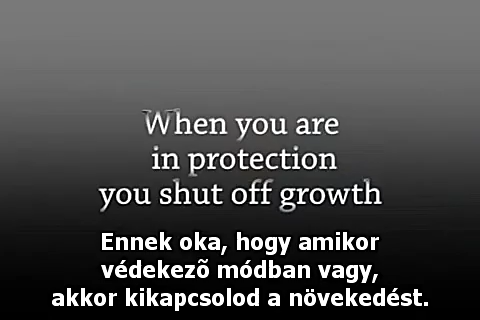 When you are
in protection
you shut off growth
Ennek oka, hogy amikor
védekezõ módban vagy,
akkor kikapcsolod a növekedést.